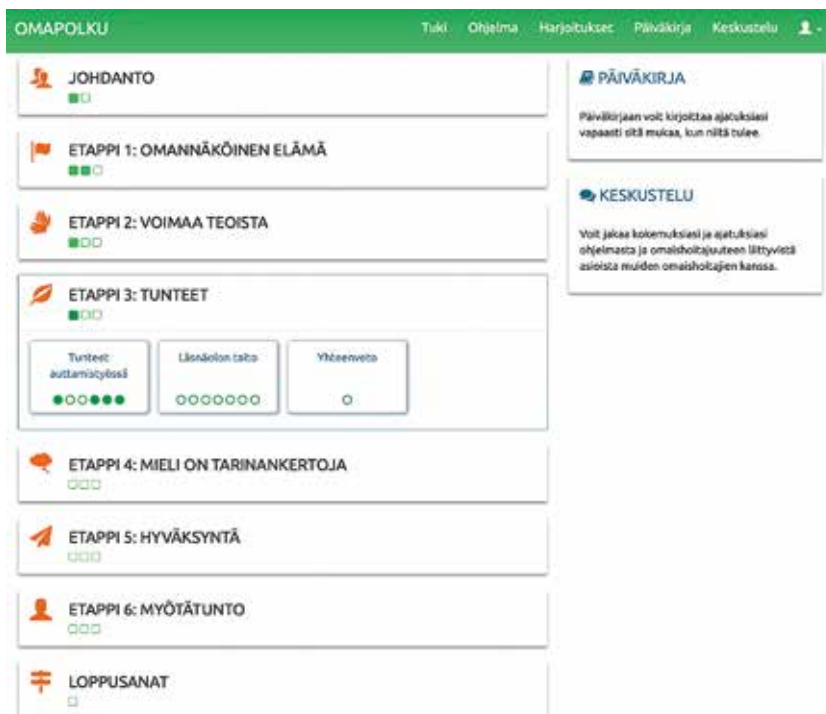 OMAPOLKU
Tuki Ohjelma Harjoitukset Päiväkirja Keskustelu
JOHDANTO
ETAPPI 1: OMANNÄKÖINEN ELÄMÄ
ETAPPI 2: VOIMAA TEOISTA
ETAPPI 3: TUNTEET
Tunteet
auttamistyössä
Läsnäolon taito
Yhteenveto
ETAPPI 4: MIELI ON TARINANKERTOJA
ETAPPI 5: HYVÄKSYNTÄ
ETAPPI 6: MYÖTÄTUNTO
LOPPUSANAT
PÄIVÄKIRJA
Päiväkirjaan voit kirjoittaa ajatuksiasi
vapaasti sitä mukaa, kun niitä tulee.
KESKUSTELU
Voit jakaa kokemuksiasi ja ajatuksiasi
ohjelmasta ja omaishoitajuuteen liittyvistä
asioista muiden omaishoitajien kanssa.